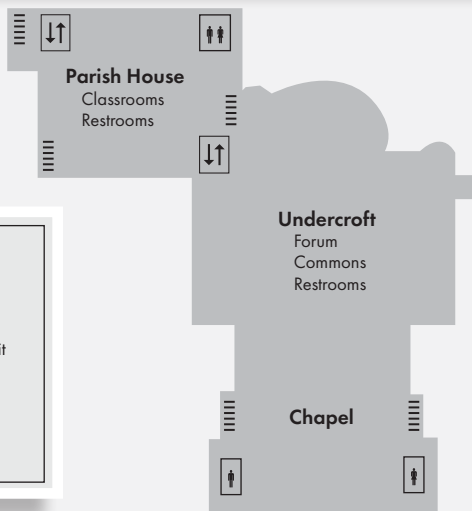 Parish House
Classrooms
Restrooms
Undercroft
Forum
Commons
Restrooms
it
Chapel